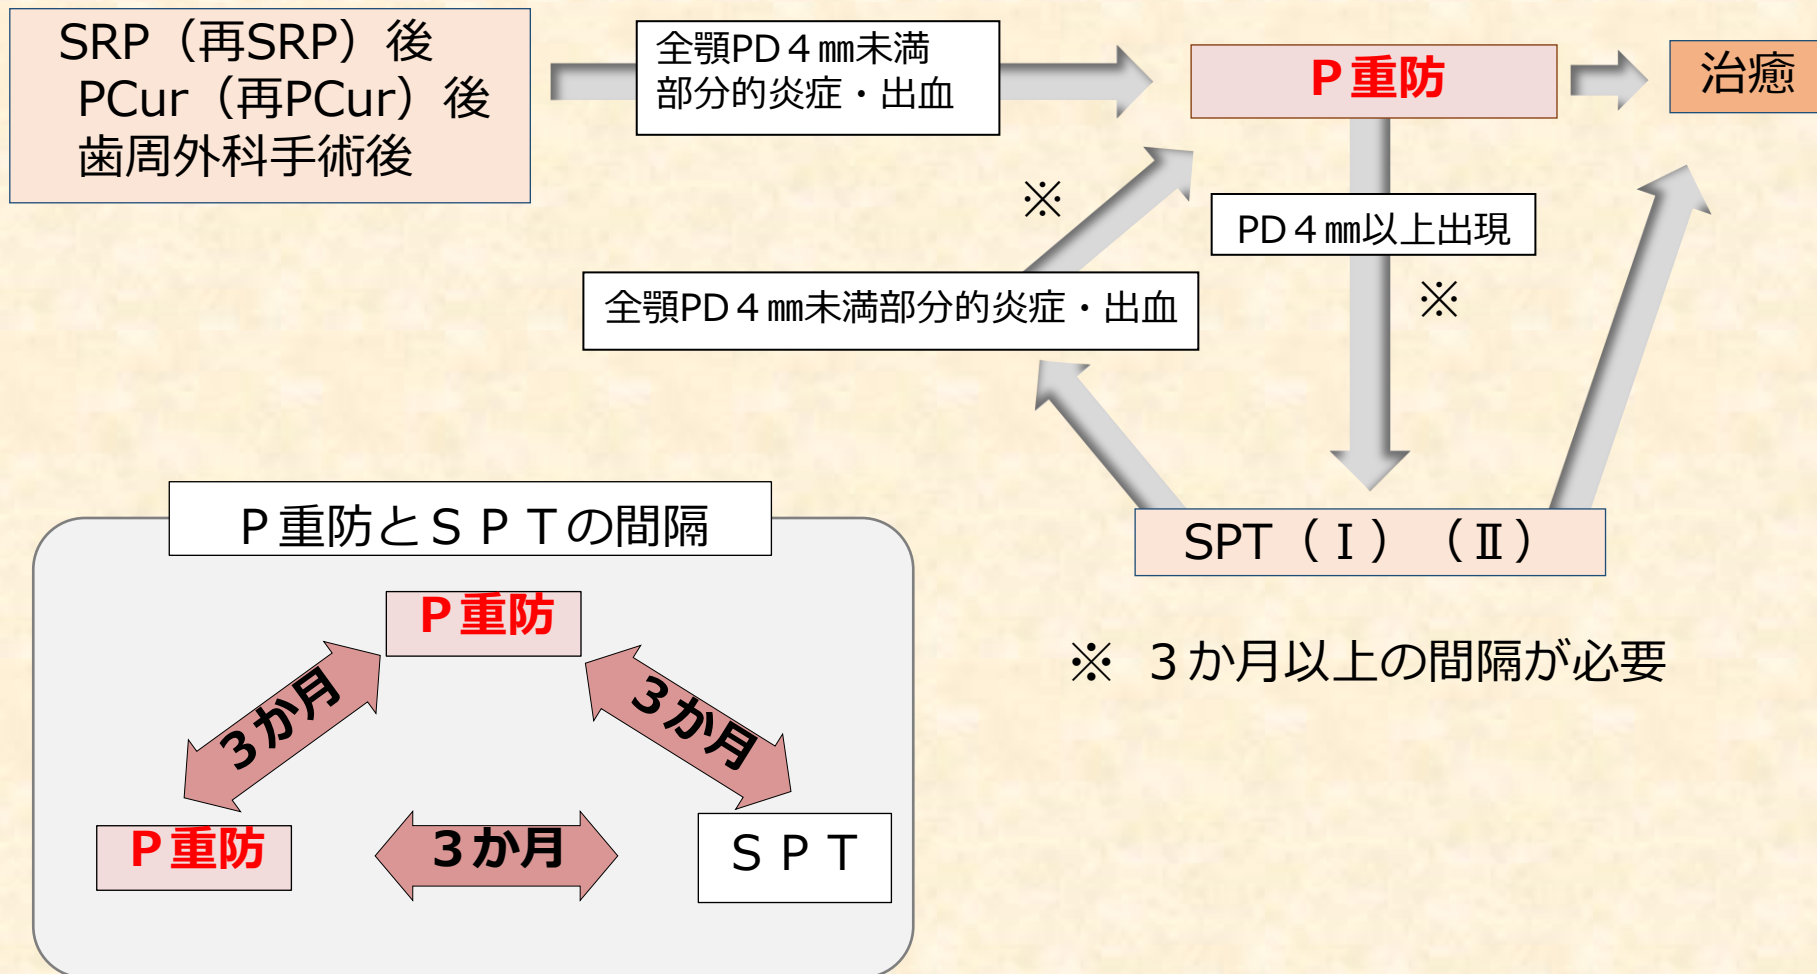 SRP（再SRP）後
PCur（再PCur）後
歯周外科手術後
全顎PD４㎜未満
部分的炎症・出血
Ｐ重防
治癒
※
PD４㎜以上出現
※
全顎PD４㎜未満部分的炎症・出血
SPT（Ⅰ）（Ⅱ）
※ ３か月以上の間隔が必要
Ｐ重防とＳＰＴの間隔
Ｐ重防
３か月
３か月
Ｐ重防
３か月
ＳＰＴ